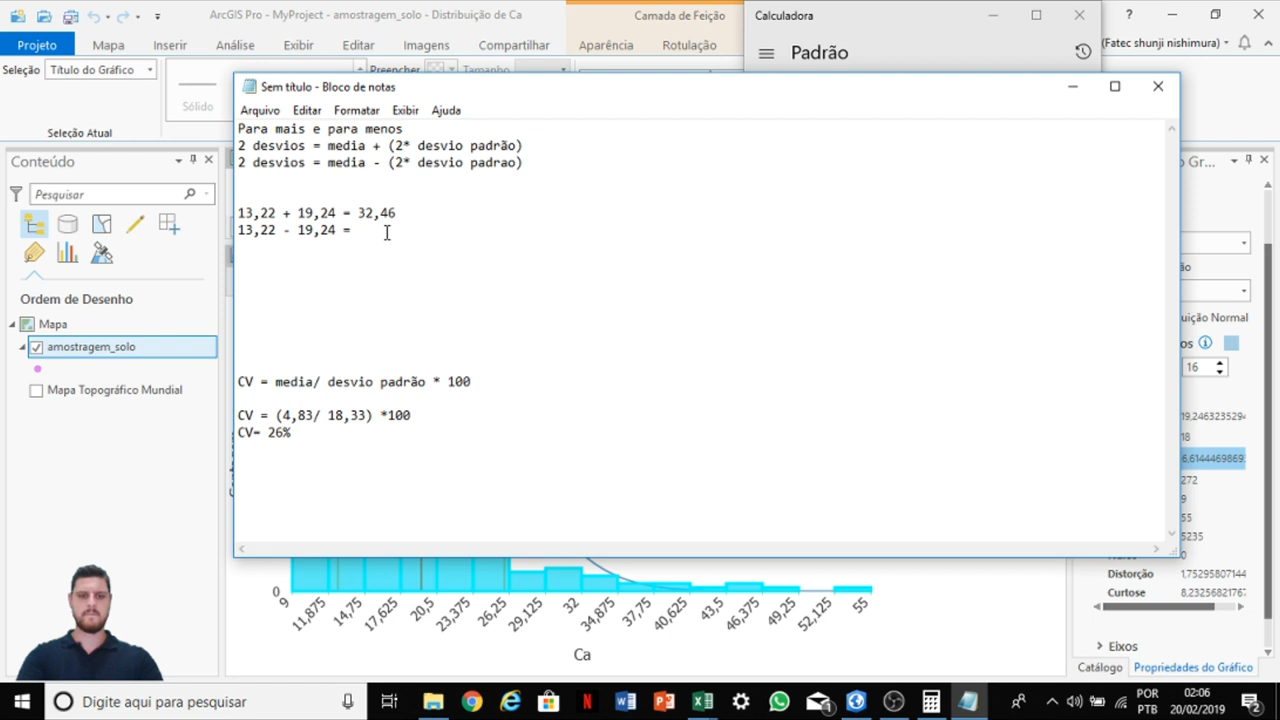 ArcGIS Pro - MyProject - amostragem_solo - Distribuição de Ca
Camada de Feição
Calculadora
Projeto
Mapa
Inserir
Análise
Exibir
Editar
Imagens
Compartilhar
Aparência
Rotulação
Padrão
(Fatec shunji nishimura)
Seleção
Título do Gráfico
Sólido
Preencher
Tamanho
Seleção Atual
Sem título - Bloco de notas
Arquivo
Editar
Formatar
Exibir
Ajuda
Para mais e para menos
2 desvios = media + (2* desvio padrão)
2 desvios = media - (2* desvio padrao)
13,22 + 19,24 = 32,46
13,22 - 19,24 =
CV = media/ desvio padrão * 100
CV = (4,83/ 18,33) *100
CV= 26%
Conteúdo
Pesquisar
Ordem de Desenho
Mapa
amostragem_solo
Mapa Topográfico Mundial
Gr...
ão
uição Normal
os
16
19,246323529
18
6,6144469869
272
9
55
5235
0
Distorção
1,75295807144
Curtose
8,23256821767
Eixos
Catálogo
Propriedades do Gráfico
0
9
11,875
14,75
17,625
20,5
23,375
26,25
29,125
32
34,875
37,75
40,625
43,5
46,375
49,25
52,125
55
Ca
Digite aqui para pesquisar
POR
PTB
02:06
20/02/2019